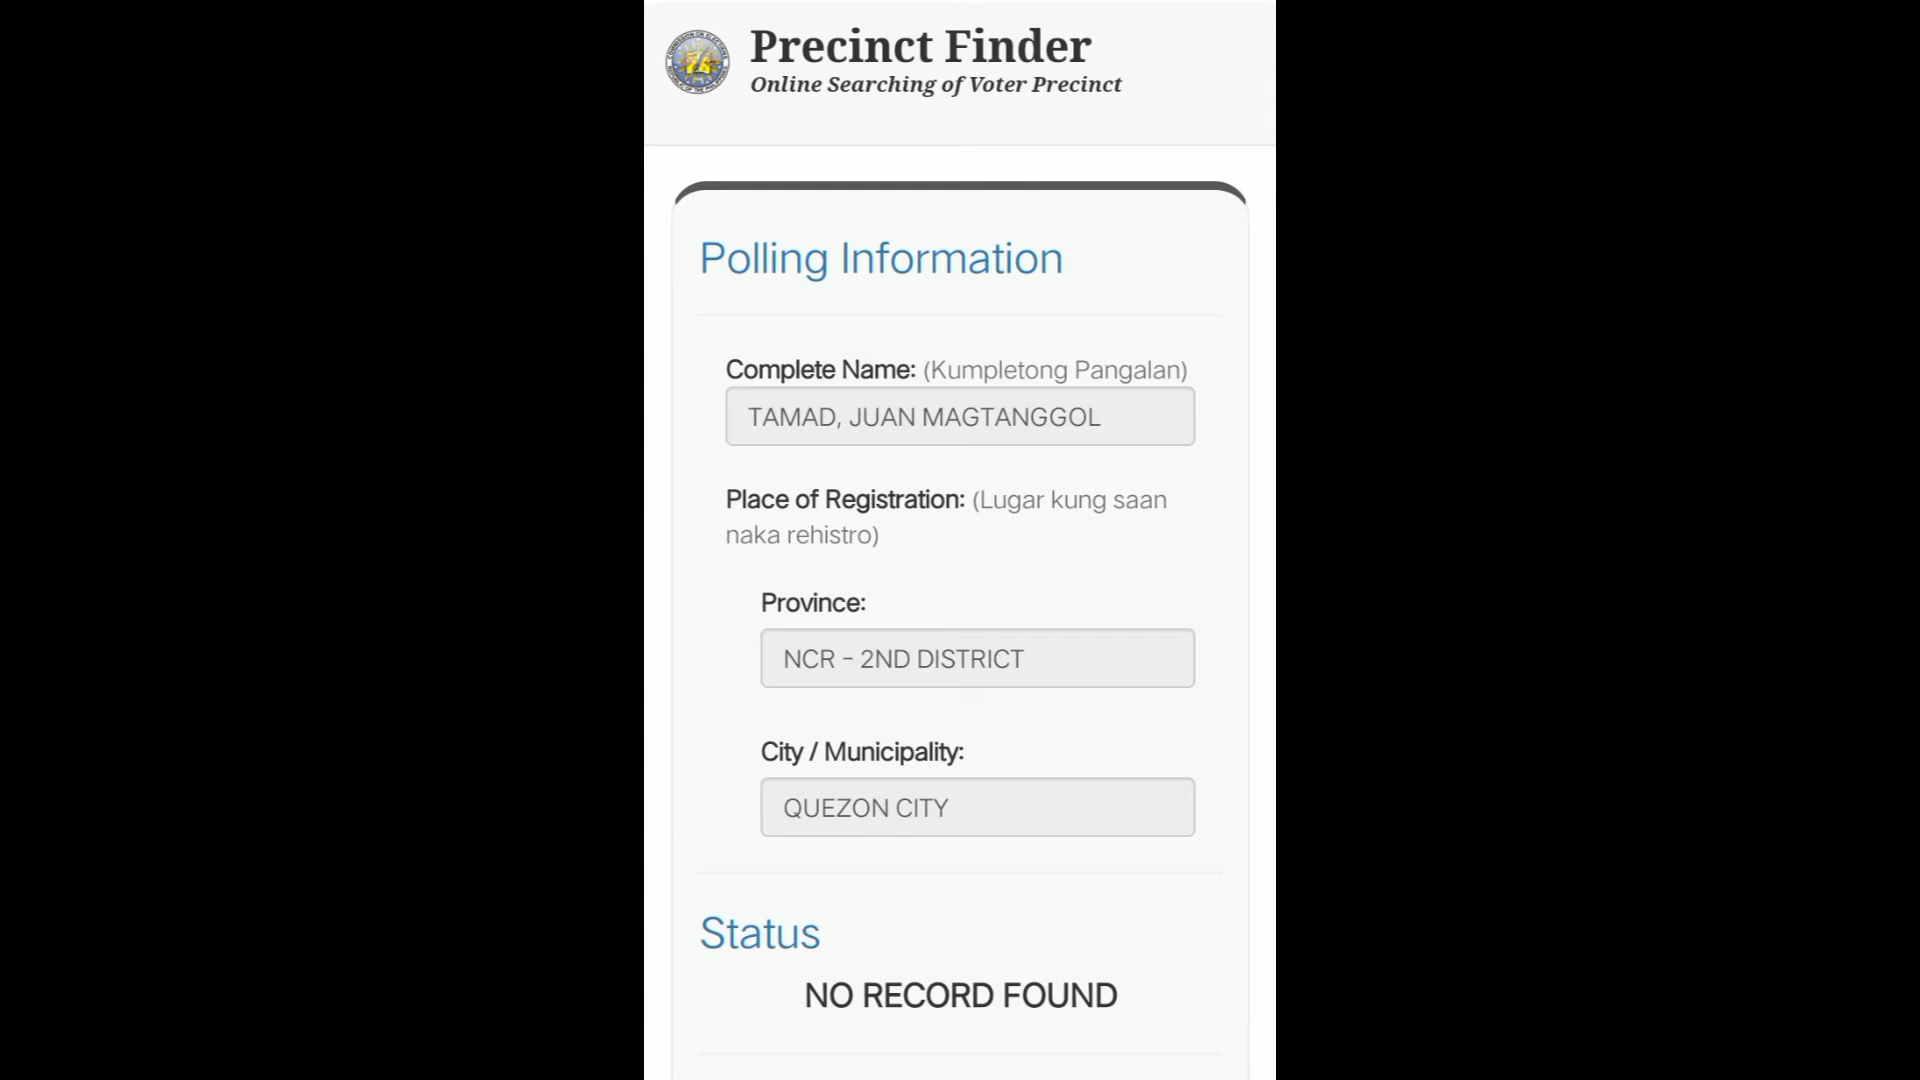 Precinct Finder
Online Searching of Voter Precinct
Polling Information
Complete Name: (Kumpletong Pangalan)
TAMAD, JUAN MAGTANGGOL
Place of Registration: (Lugar kung saan
naka rehistro)
Province:
NCR - 2ND DISTRICT
City / Municipality:
QUEZON CITY
Status
NO RECORD FOUND